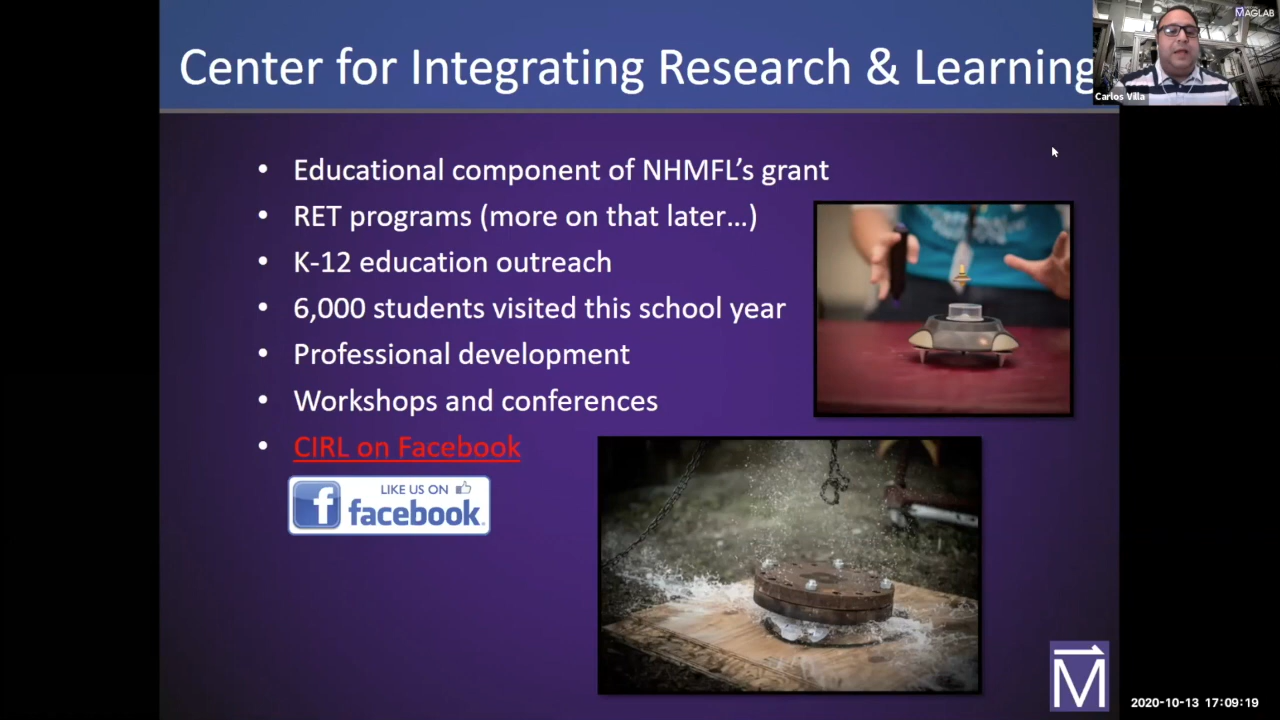 Center for Integrating Research & Learning
MAGLAB
Carlos Villa
• Educational component of NHMFL’s grant
• RET programs (more on that later…)
• K-12 education outreach
• 6,000 students visited this school year
• Professional development
• Workshops and conferences
• CIRL on Facebook
LIKE US ON
f facebook.
M
2020-10-13 17:09:19